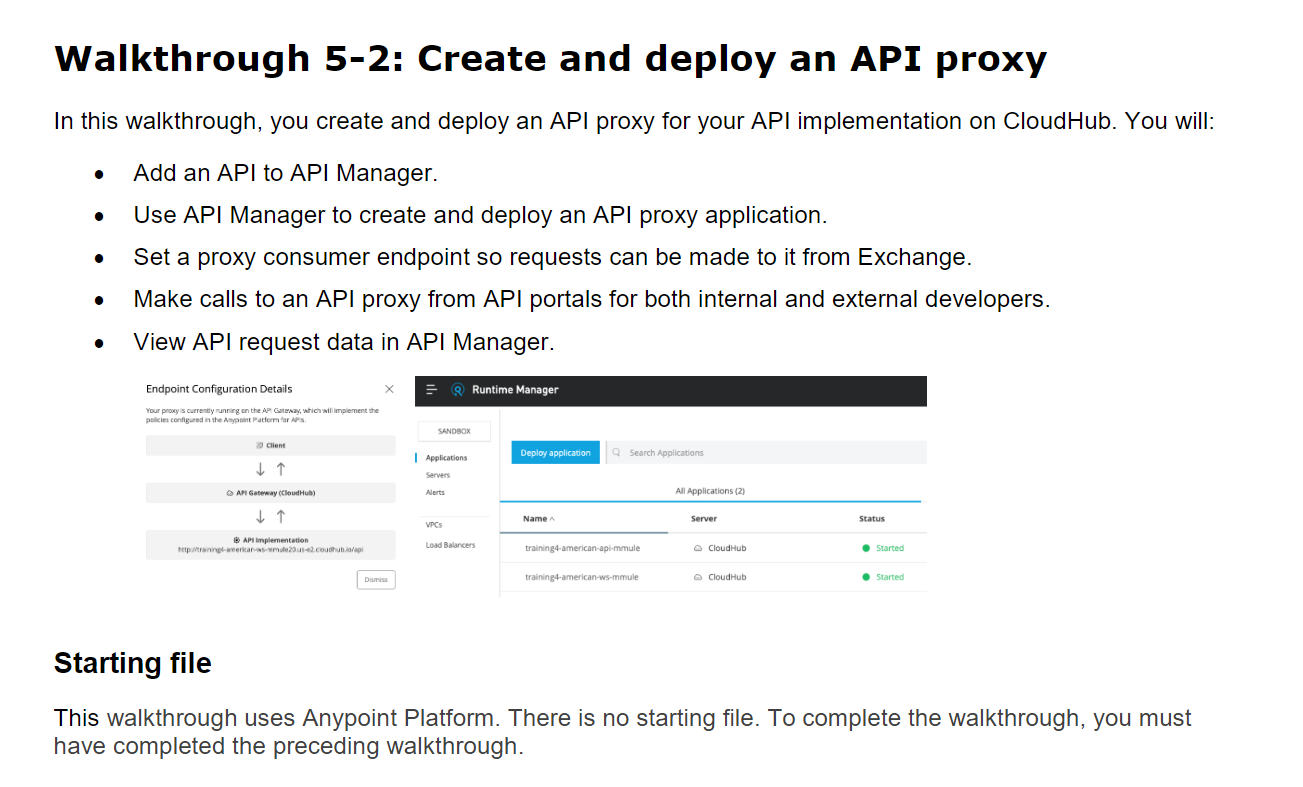 Walkthrough 5-2: Create and deploy an API proxy
In this walkthrough, you create and deploy an API proxy for your API implementation on CloudHub. You will:
• Add an API to API Manager.
• Use API Manager to create and deploy an API proxy application.
• Set a proxy consumer endpoint so requests can be made to it from Exchange.
• Make calls to an API proxy from API portals for both internal and external developers.
• View API request data in API Manager.
Endpoint Configuration Details
Your proxy is currently running on the API Gateway, which will implement the
policies configured in the Anypoint Platform for APIs.
Client
API Gateway (CloudHub)
API Implementation
http://training4-american-ws-mmule20.us-e2.cloudhub.io/api
Dismiss
Runtime Manager
SANDBOX
Applications
Servers
Alerts
VPCs
Load Balancers
Deploy application
Search Applications
All Applications (2)
Name Server Status
training4-american-api-mmule CloudHub Started
training4-american-ws-mmule CloudHub Started
Starting file
This walkthrough uses Anypoint Platform. There is no starting file. To complete the walkthrough, you must
have completed the preceding walkthrough.